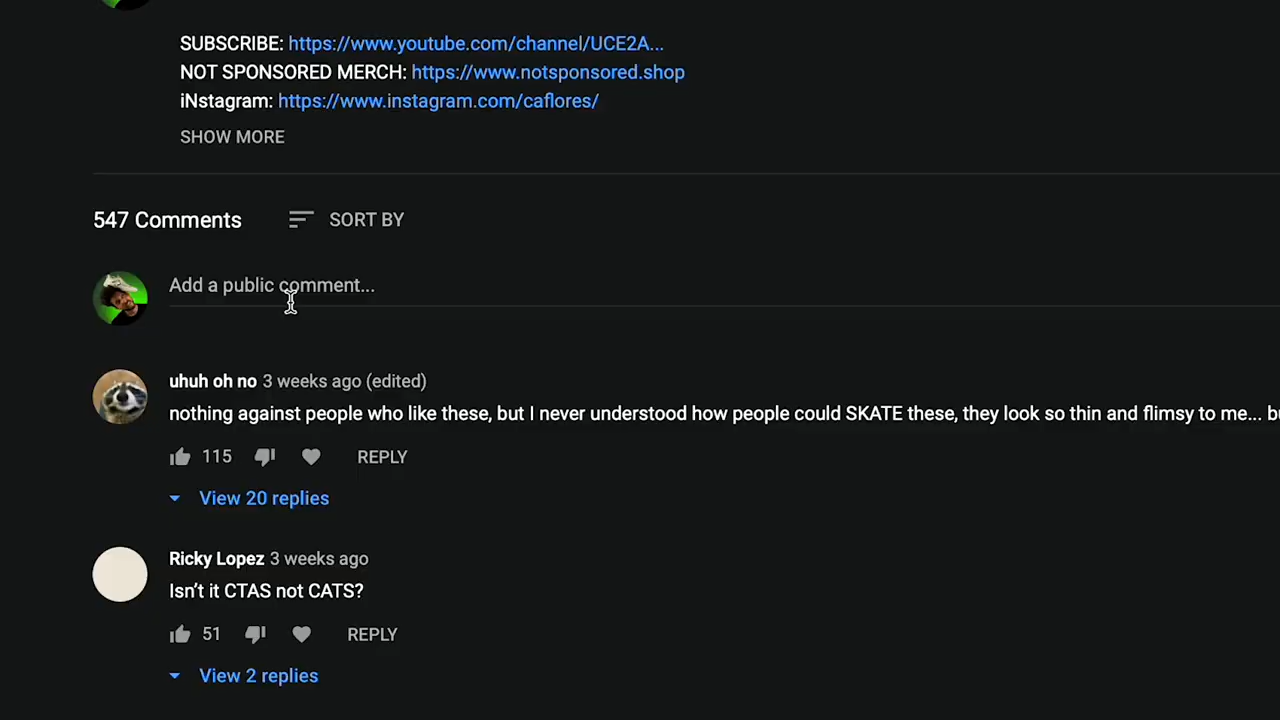 SUBSCRIBE: https://www.youtube.com/channel/UCE2A...
NOT SPONSORED MERCH: https://www.notsponsored.shop
iNstagram: https://www.instagram.com/caflores/
SHOW MORE
547 Comments SORT BY
Add a public comment...
uhuh oh no 3 weeks ago (edited)
nothing against people who like these, but I never understood how people could SKATE these, they look so thin and flimsy to me...
115 REPLY
View 20 replies
Ricky Lopez 3 weeks ago
Isn't it CTAS not CATS?
51 REPLY
View 2 replies